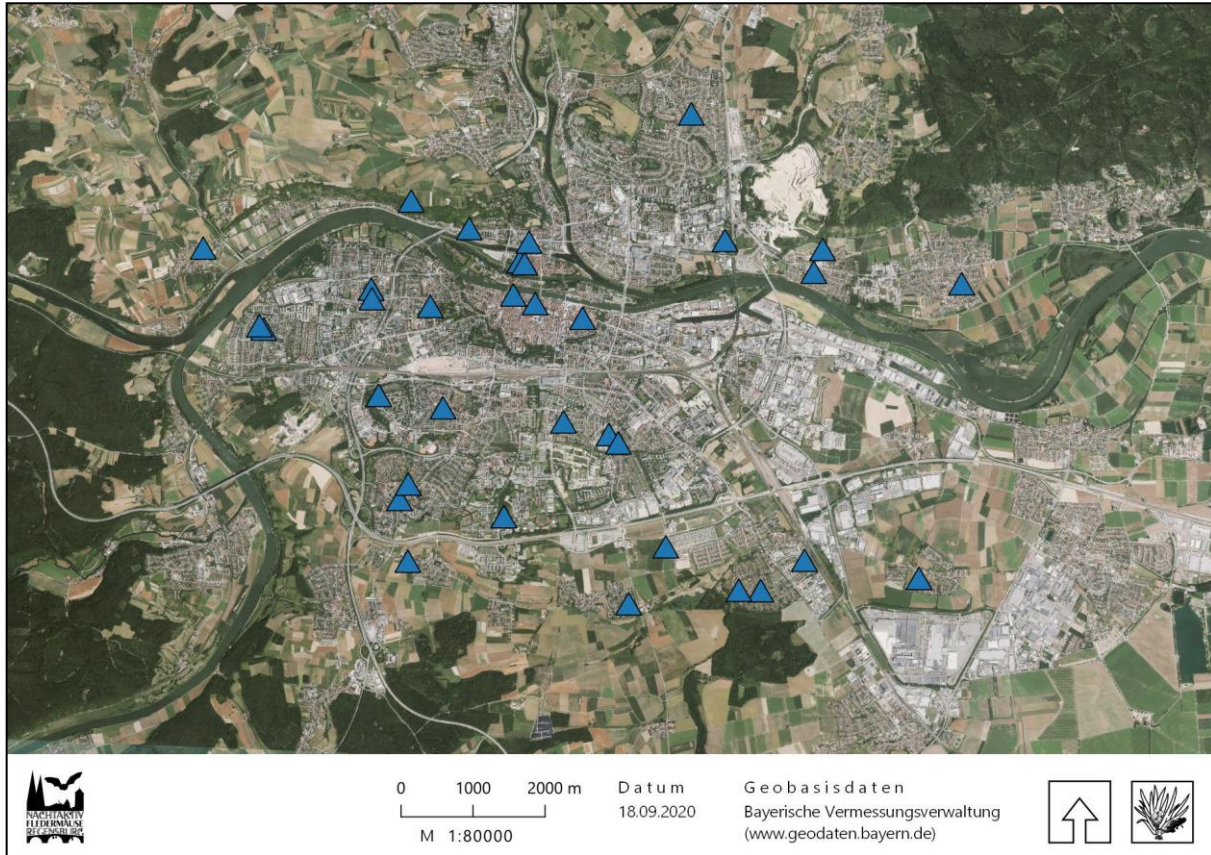 NACHTAKTIV
FLEDERMÄUSE
REGENSBURG
0 1000 2000 m
M 1:80000
Datum
18.09.2020
Geobasisdaten
Bayerische Vermessungsverwaltung
(www.geodaten.bayern.de)